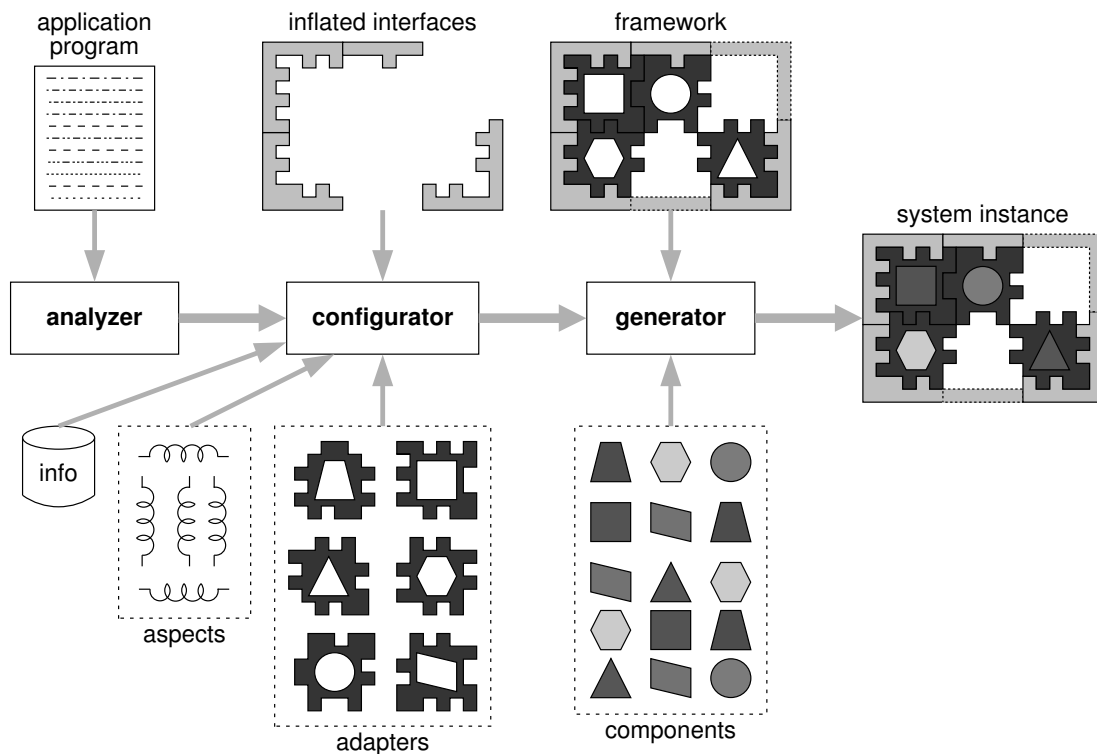 application
program
inflated interfaces
framework
system instance
analyzer
configurator
generator
info
aspects
adapters
components